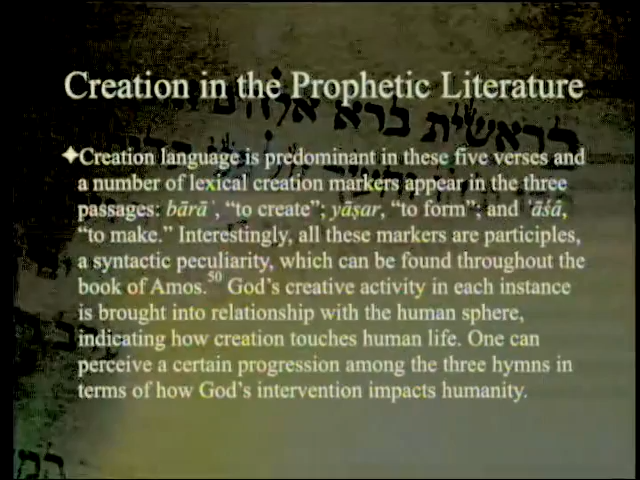 Creation in the Prophetic Literature
בראשית ברא אלהים
✦Creation language is predominant in these five verses and
a number of lexical creation markers appear in the three
passages: bārāʾ, “to create”; yāṣar, “to form”; and ʿāśâ,
“to make.” Interestingly, all these markers are participles,
a syntactic peculiarity, which can be found throughout the
book of Amos.50 God’s creative activity in each instance
is brought into relationship with the human sphere,
indicating how creation touches human life. One can
perceive a certain progression among the three hymns in
terms of how God’s intervention impacts humanity.